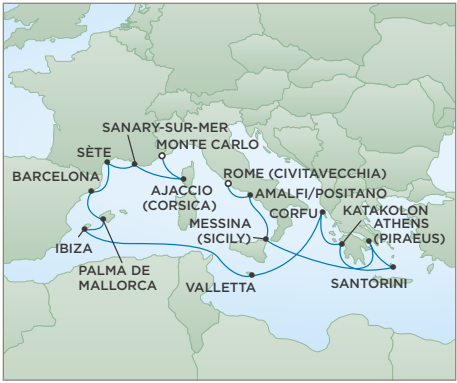 SANARY-SUR-MER
MONTE CARLO
SÈTE
ROME (CIVITAVECCHIA)
BARCELONA
AJACCIO
(CORSICA)
AMALFI/POSITANO
CORFU
KATAKOLON
ATHENS
(PIRAEUS)
MESSINA
(SICILY)
IBIZA
PALMA DE
MALLORCA
VALLETTA
SANTORINI